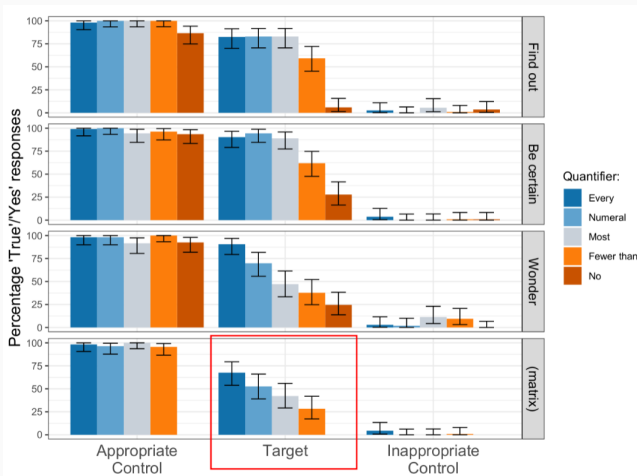 Percentage 'True'/'Yes' responses
100
75
50
25
0
Find out
100
75
50
25
0
Be certain
100
75
50
25
0
Wonder
100
75
50
25
0
(matrix)
Appropriate
Control
Target
Inappropriate
Control
Quantifier:
Every
Numeral
Most
Fewer than
No